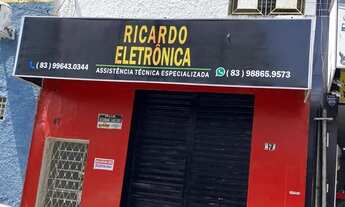 RICARDO
ELETRÔNICA
( 83 ) 99643.0344
ASSISTÊNCIA TÉCNICA ESPECIALIZADA
( 83 ) 98865.9573